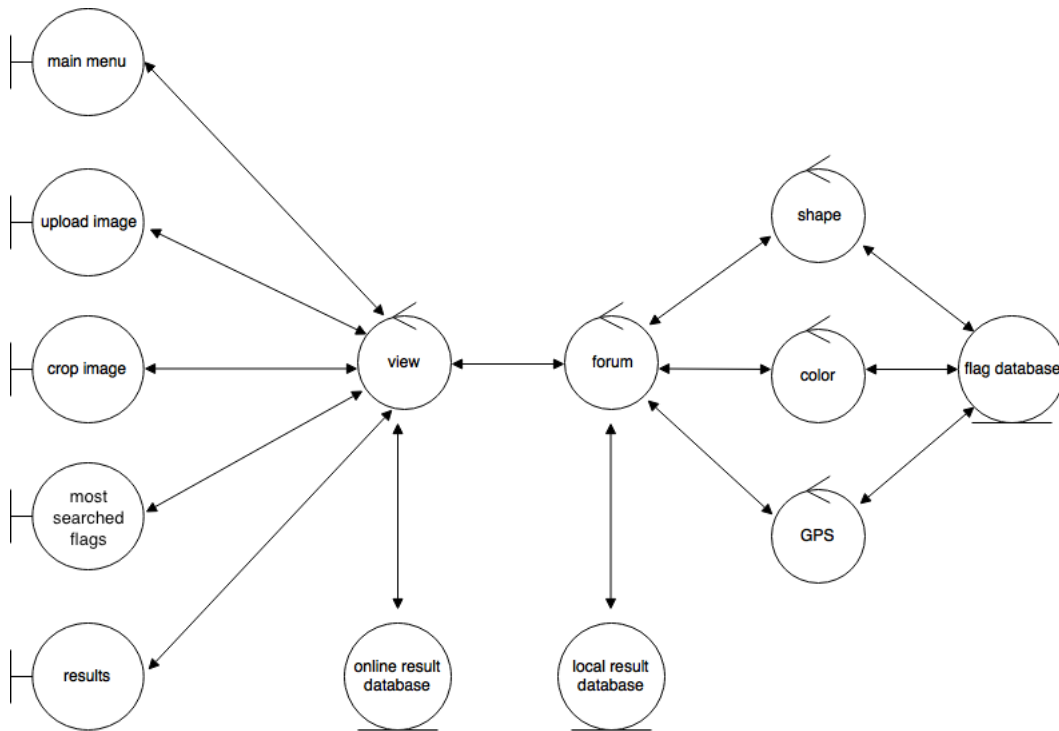 main menu
upload image
shape
crop image
view
forum
color
flag database
most
searched
flags
GPS
results
online result
database
local result
database